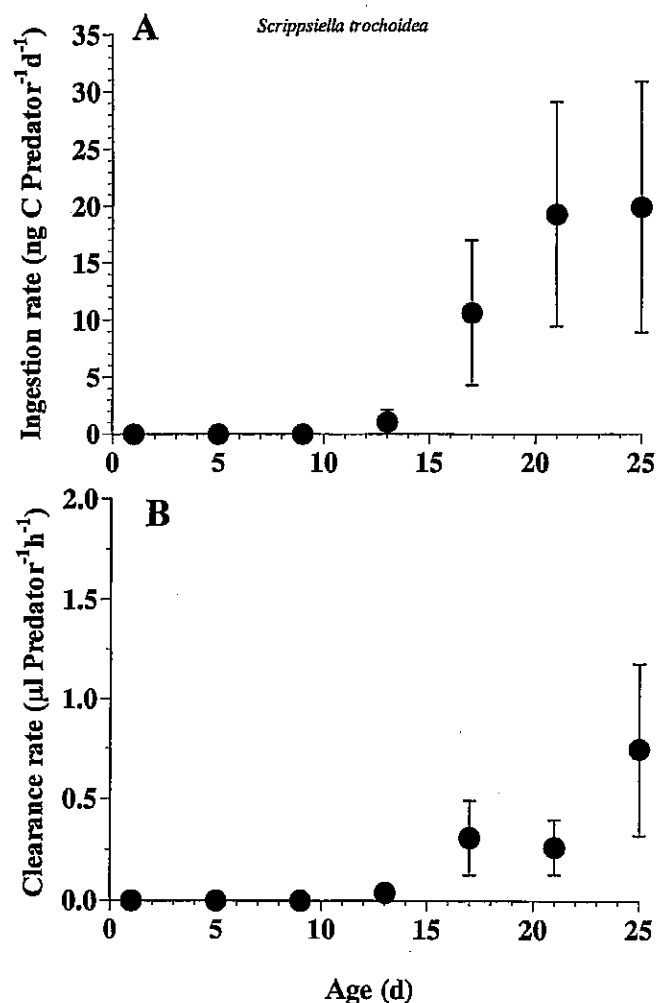 A
Scrippsiella trochoidea
Ingestion rate (ng C Predator⁻¹d⁻¹)
35
30
25
20
15
10
5
0
0 5 10 15 20 25
B
Clearance rate (µl Predator⁻¹h⁻¹)
2.0
1.5
1.0
0.5
0.0
0 5 10 15 20 25
Age (d)